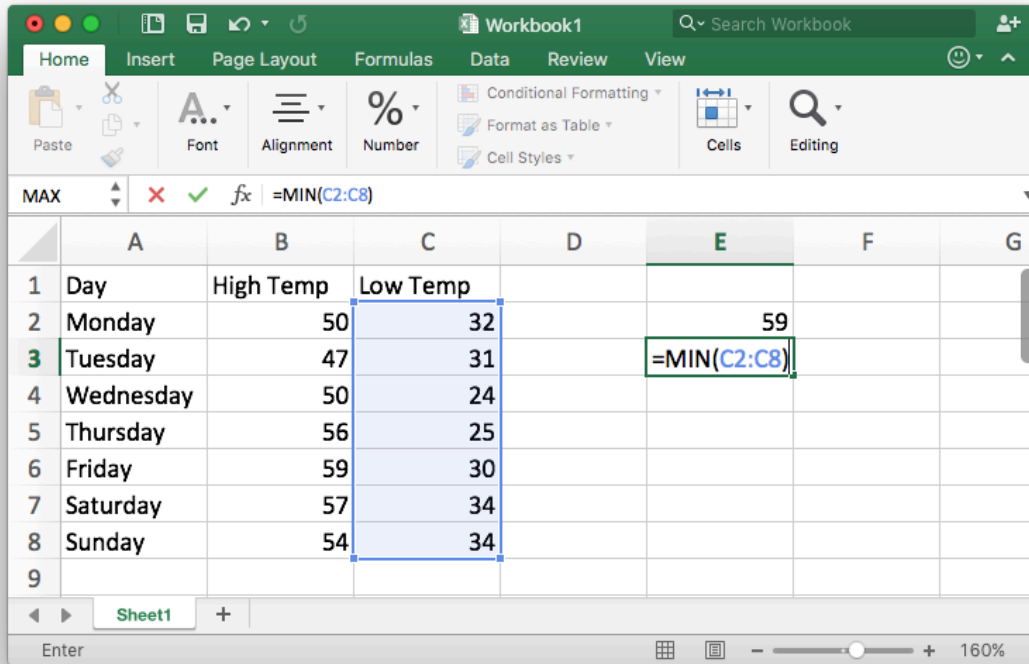 Workbook1
Search Workbook
Home Insert Page Layout Formulas Data Review View
Paste
A...
Font
Alignment
%
Number
Conditional Formatting
Format as Table
Cell Styles
Cells
Editing
MAX fx =MIN(C2:C8)
A B C D E F G
1 Day High Temp Low Temp
2 Monday 50 32 59
3 Tuesday 47 31 =MIN(C2:C8)
4 Wednesday 50 24
5 Thursday 56 25
6 Friday 59 30
7 Saturday 57 34
8 Sunday 54 34
9
Sheet1 +
Enter − + 160%